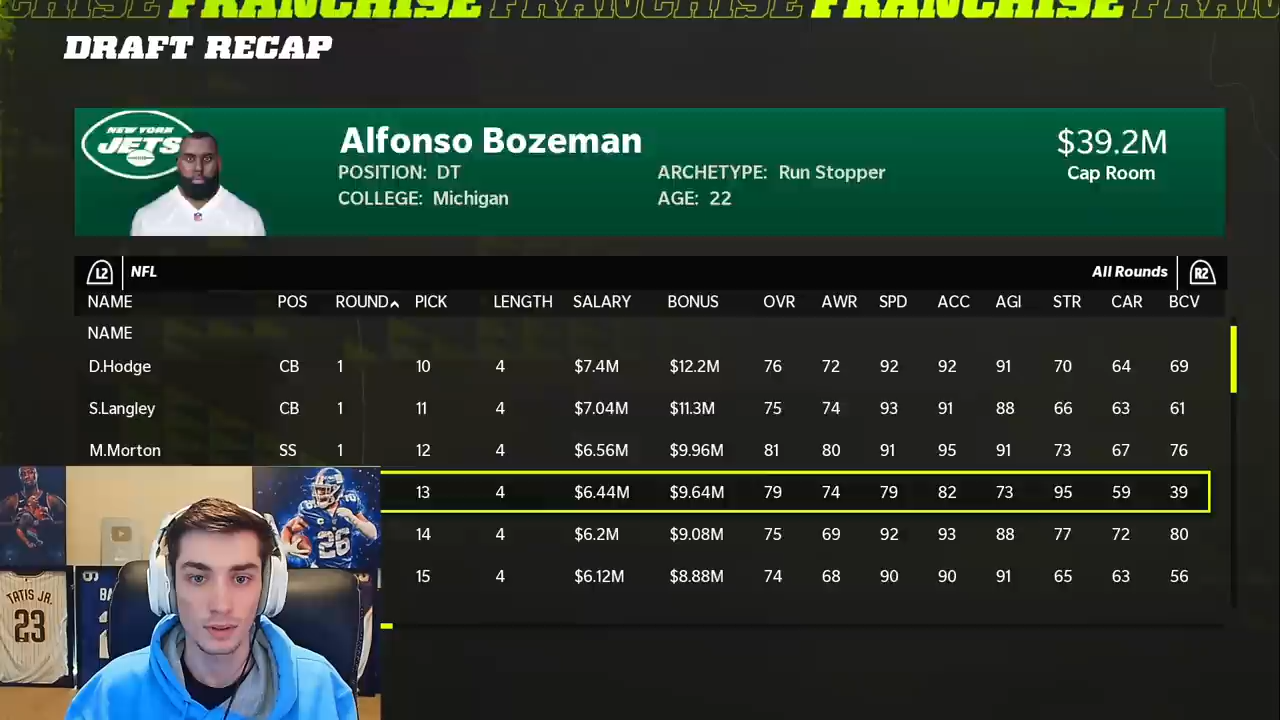 CHISE FRANCHISE FRANCHISE FRANCHISE FRAN
DRAFT RECAP
NEW YORK
JETS
Alfonso Bozeman
POSITION: DT
ARCHETYPE: Run Stopper
COLLEGE: Michigan
AGE: 22
$39.2M
Cap Room
L2 NFL
All Rounds R2
NAME POS ROUND PICK LENGTH SALARY BONUS OVR AWR SPD ACC AGI STR CAR BCV
NAME
D.Hodge CB 1 10 4 $7.4M $12.2M 76 72 92 92 91 70 64 69
S.Langley CB 1 11 4 $7.04M $11.3M 75 74 93 91 88 66 63 61
M.Morton SS 1 12 4 $6.56M $9.96M 81 80 91 95 91 73 67 76
13 4 $6.44M $9.64M 79 74 79 82 73 95 59 39
14 4 $6.2M $9.08M 75 69 92 93 88 77 72 80
15 4 $6.12M $8.88M 74 68 90 90 91 65 63 56
26
TATIS JR.
23
BA